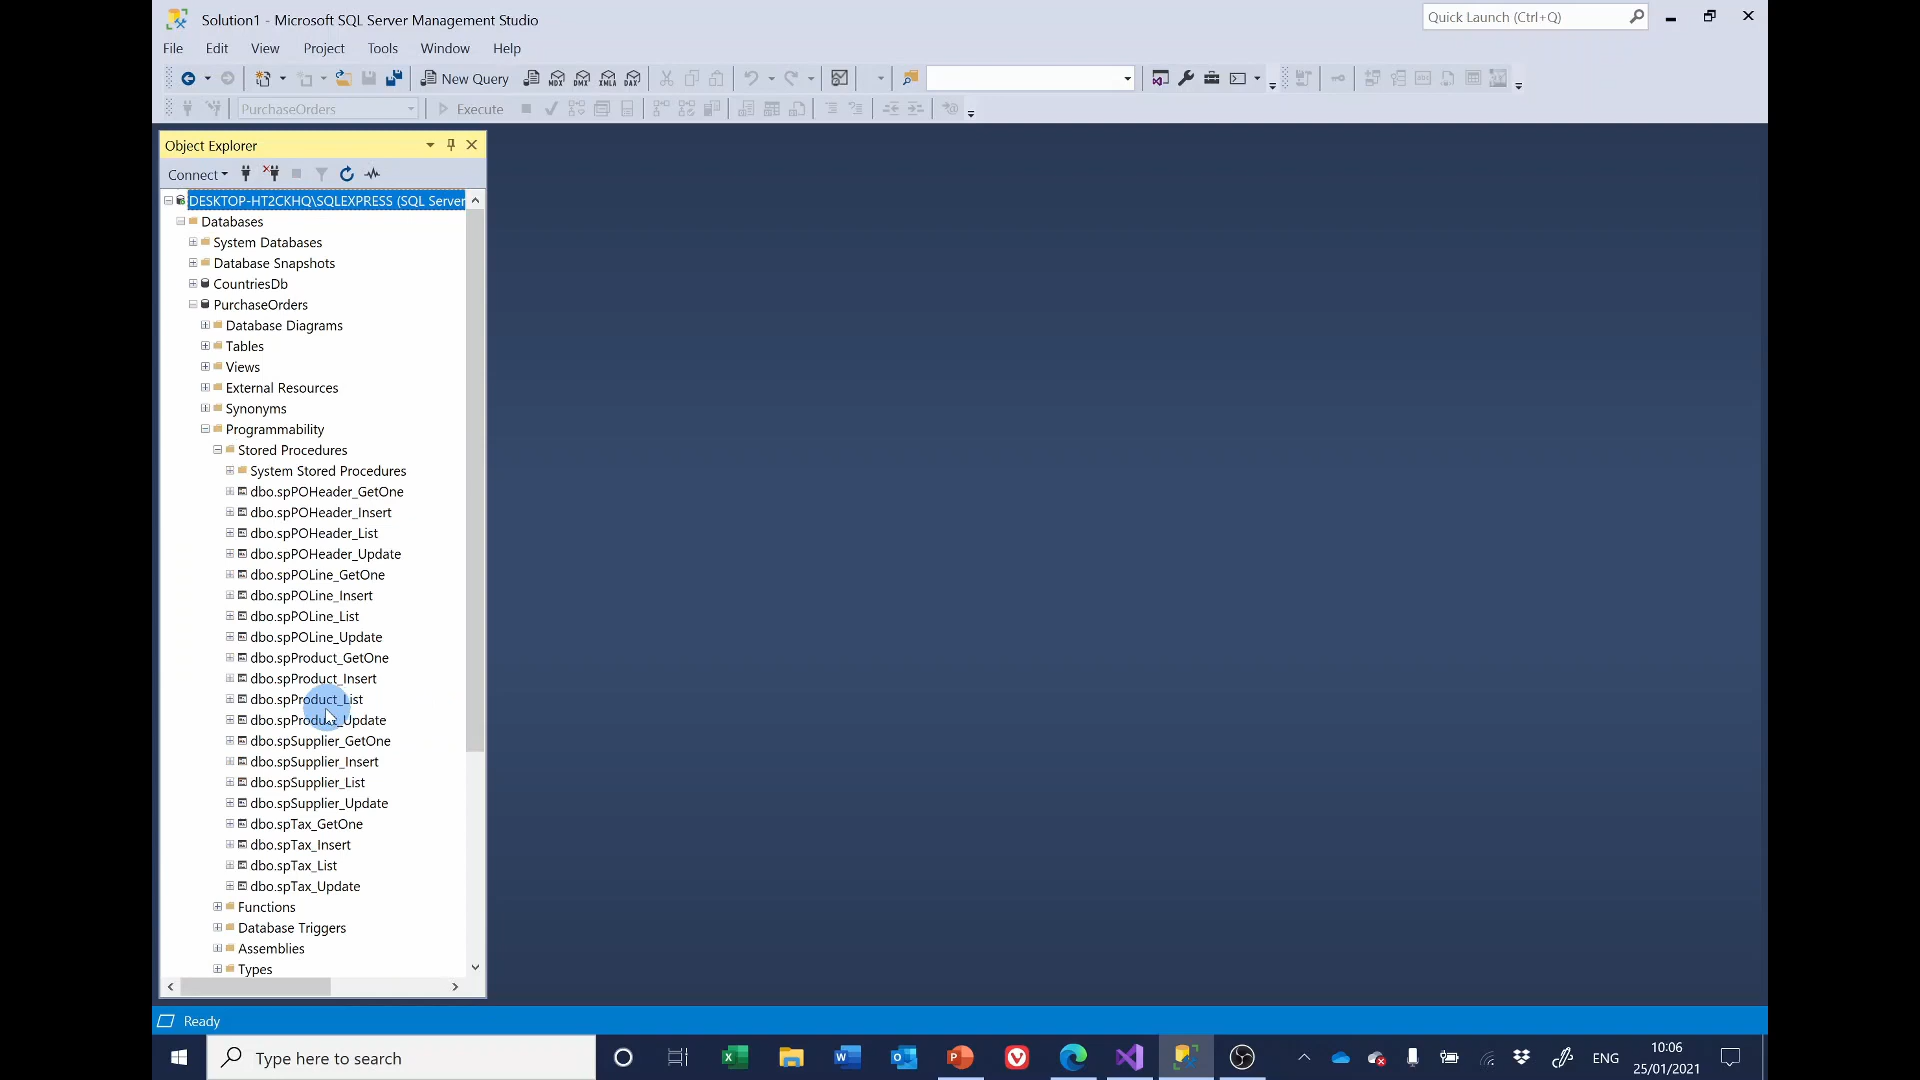 Solution1 - Microsoft SQL Server Management Studio
Quick Launch (Ctrl+Q)
File Edit View Project Tools Window Help
New Query
MDX DMX XMLA DAX
PurchaseOrders
Execute
Object Explorer
Connect
DESKTOP-HT2CKHQ\SQLEXPRESS (SQL Server
Databases
System Databases
Database Snapshots
CountriesDb
PurchaseOrders
Database Diagrams
Tables
Views
External Resources
Synonyms
Programmability
Stored Procedures
System Stored Procedures
dbo.spPOHeader_GetOne
dbo.spPOHeader_Insert
dbo.spPOHeader_List
dbo.spPOHeader_Update
dbo.spPOLine_GetOne
dbo.spPOLine_Insert
dbo.spPOLine_List
dbo.spPOLine_Update
dbo.spProduct_GetOne
dbo.spProduct_Insert
dbo.spProduct_List
dbo.spProduct_Update
dbo.spSupplier_GetOne
dbo.spSupplier_Insert
dbo.spSupplier_List
dbo.spSupplier_Update
dbo.spTax_GetOne
dbo.spTax_Insert
dbo.spTax_List
dbo.spTax_Update
Functions
Database Triggers
Assemblies
Types
Ready
Type here to search
ENG
10:06
25/01/2021